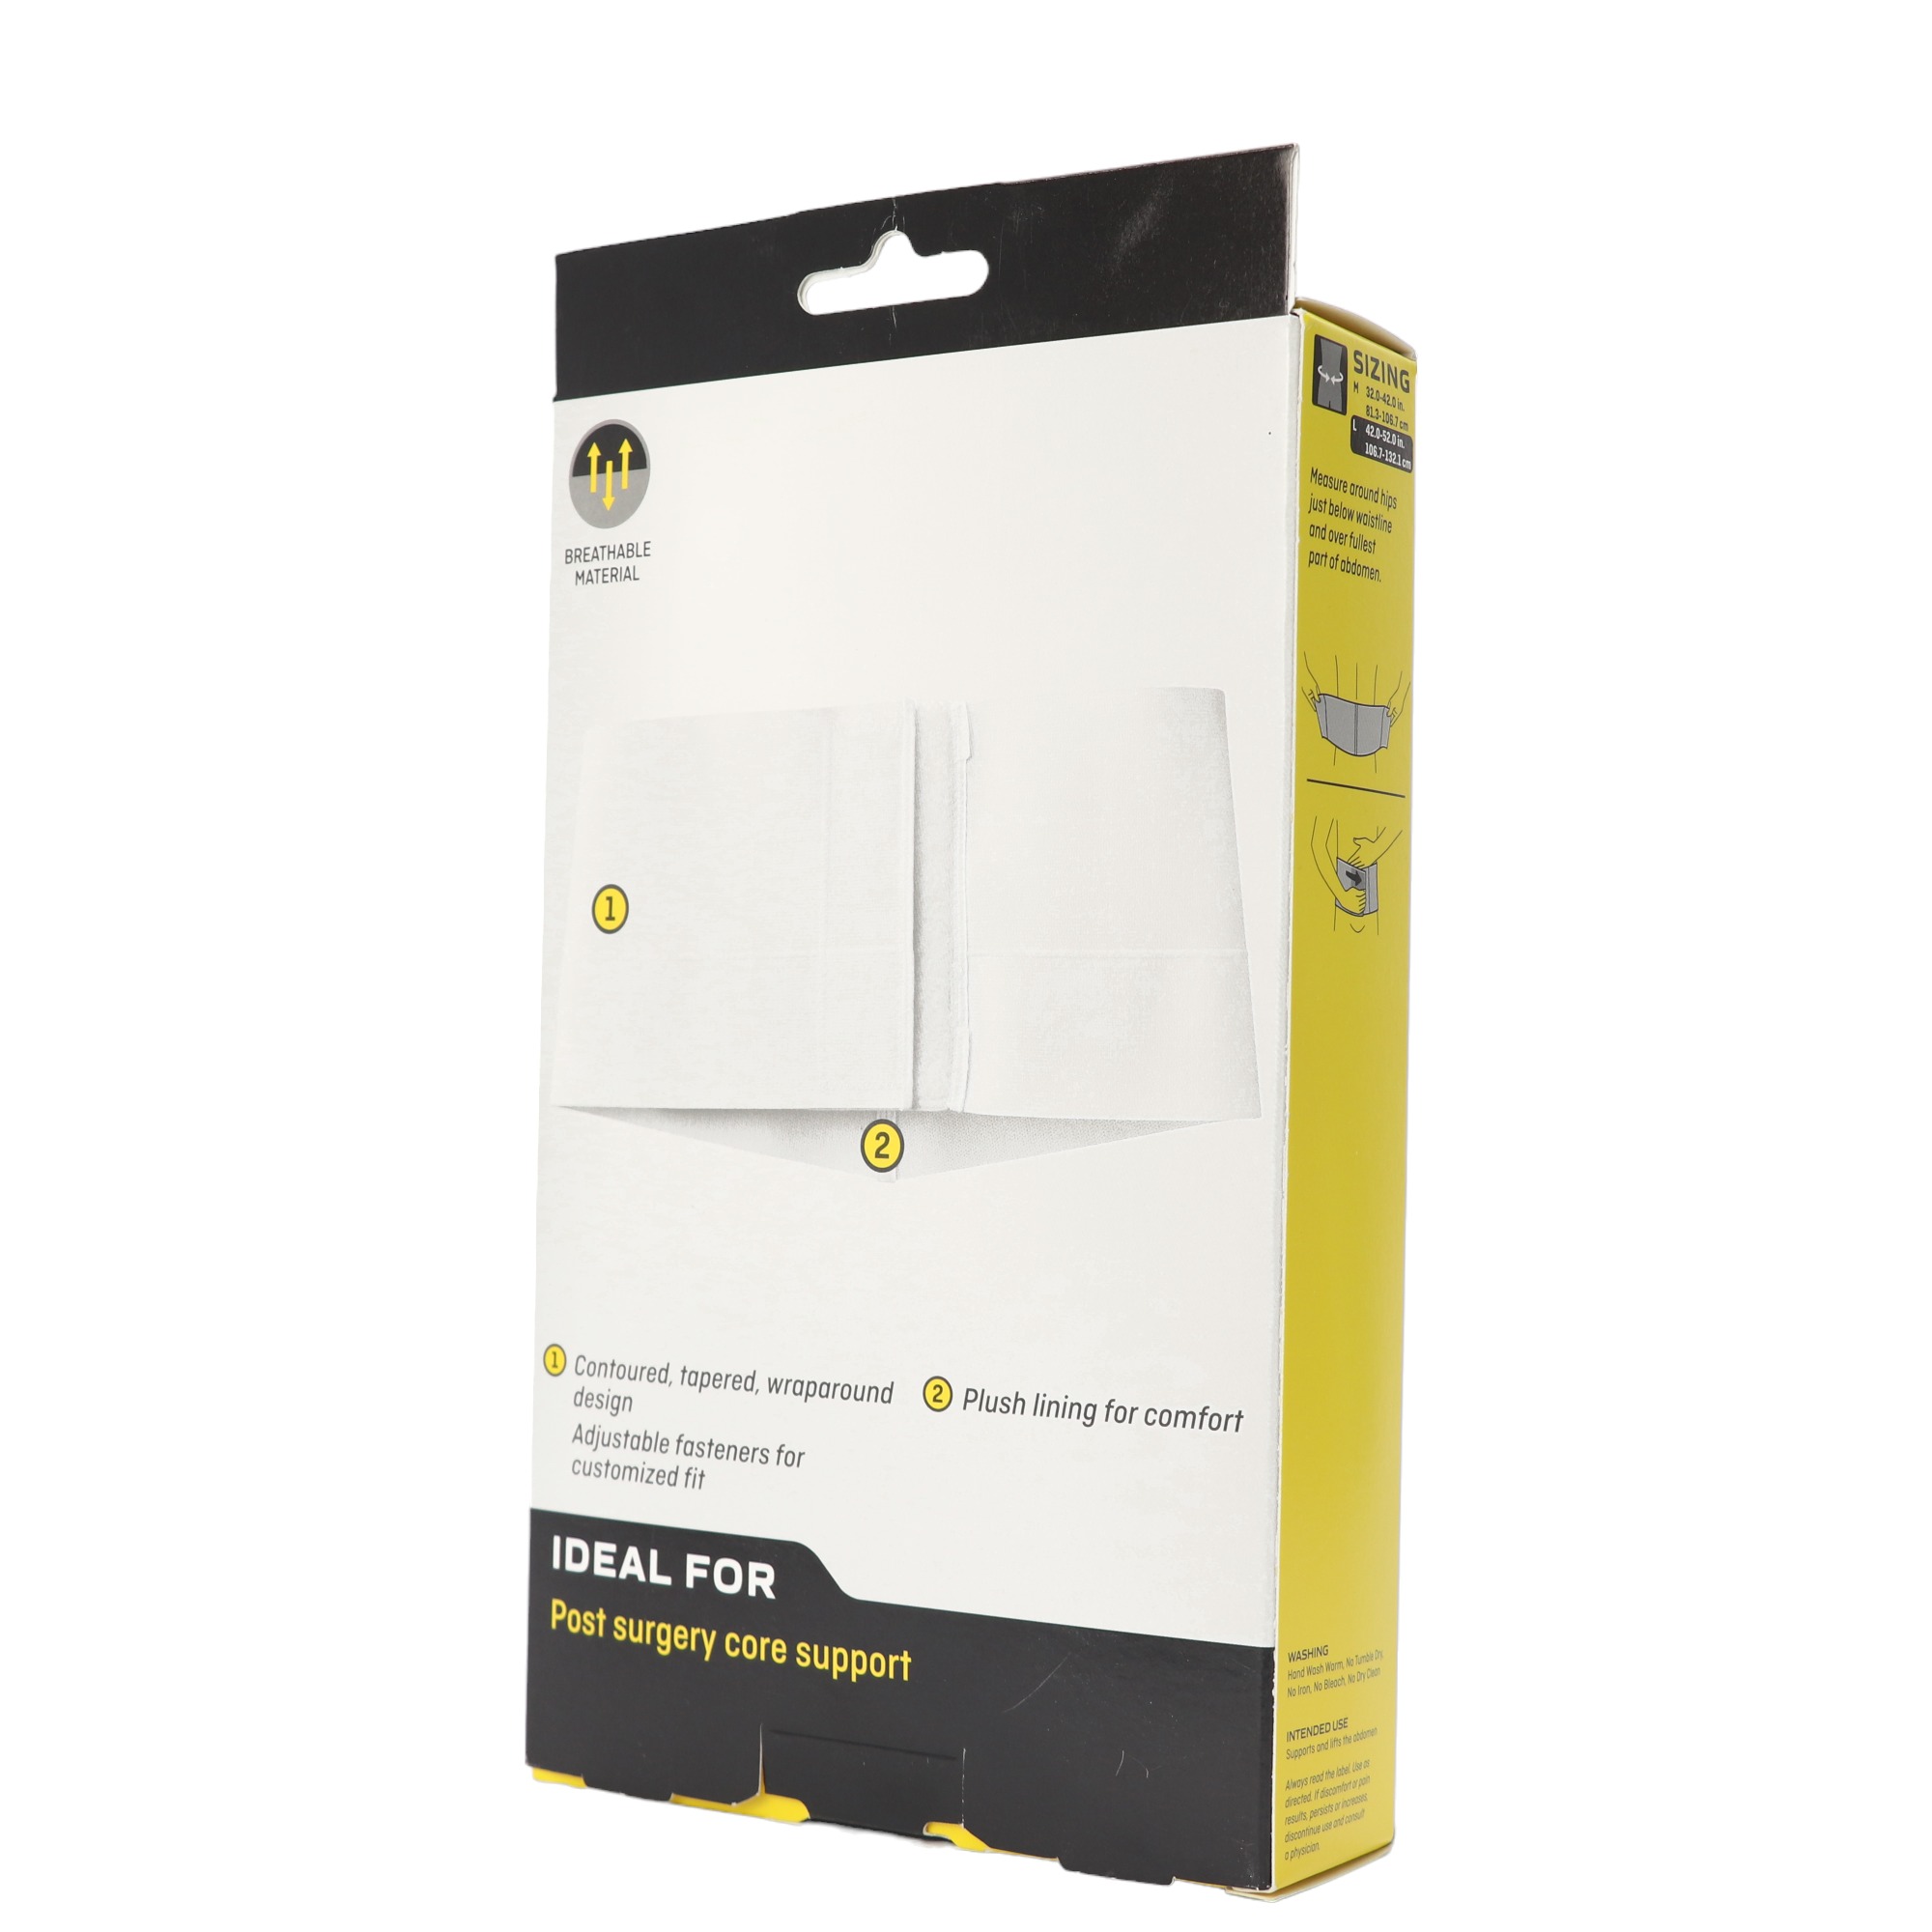 BREATHABLE
MATERIAL
1
2
1 Contoured, tapered, wraparound
design
Adjustable fasteners for
customized fit
2 Plush lining for comfort
IDEAL FOR
Post surgery core support
SIZING
M 32.0-42.0 in.
81.3-106.7 cm
L 42.0-52.0 in.
106.7-132.1 cm
Measure around hips
just below waistline
and over fullest
part of abdomen.
WASHING
Hand Wash Warm, No Tumble Dry,
No Iron, No Bleach, No Dry Clean
INTENDED USE
Supports and lifts the abdomen
Always read the label. Use as
directed. If discomfort or pain
results, persists or increases,
discontinue use and consult
a physician.